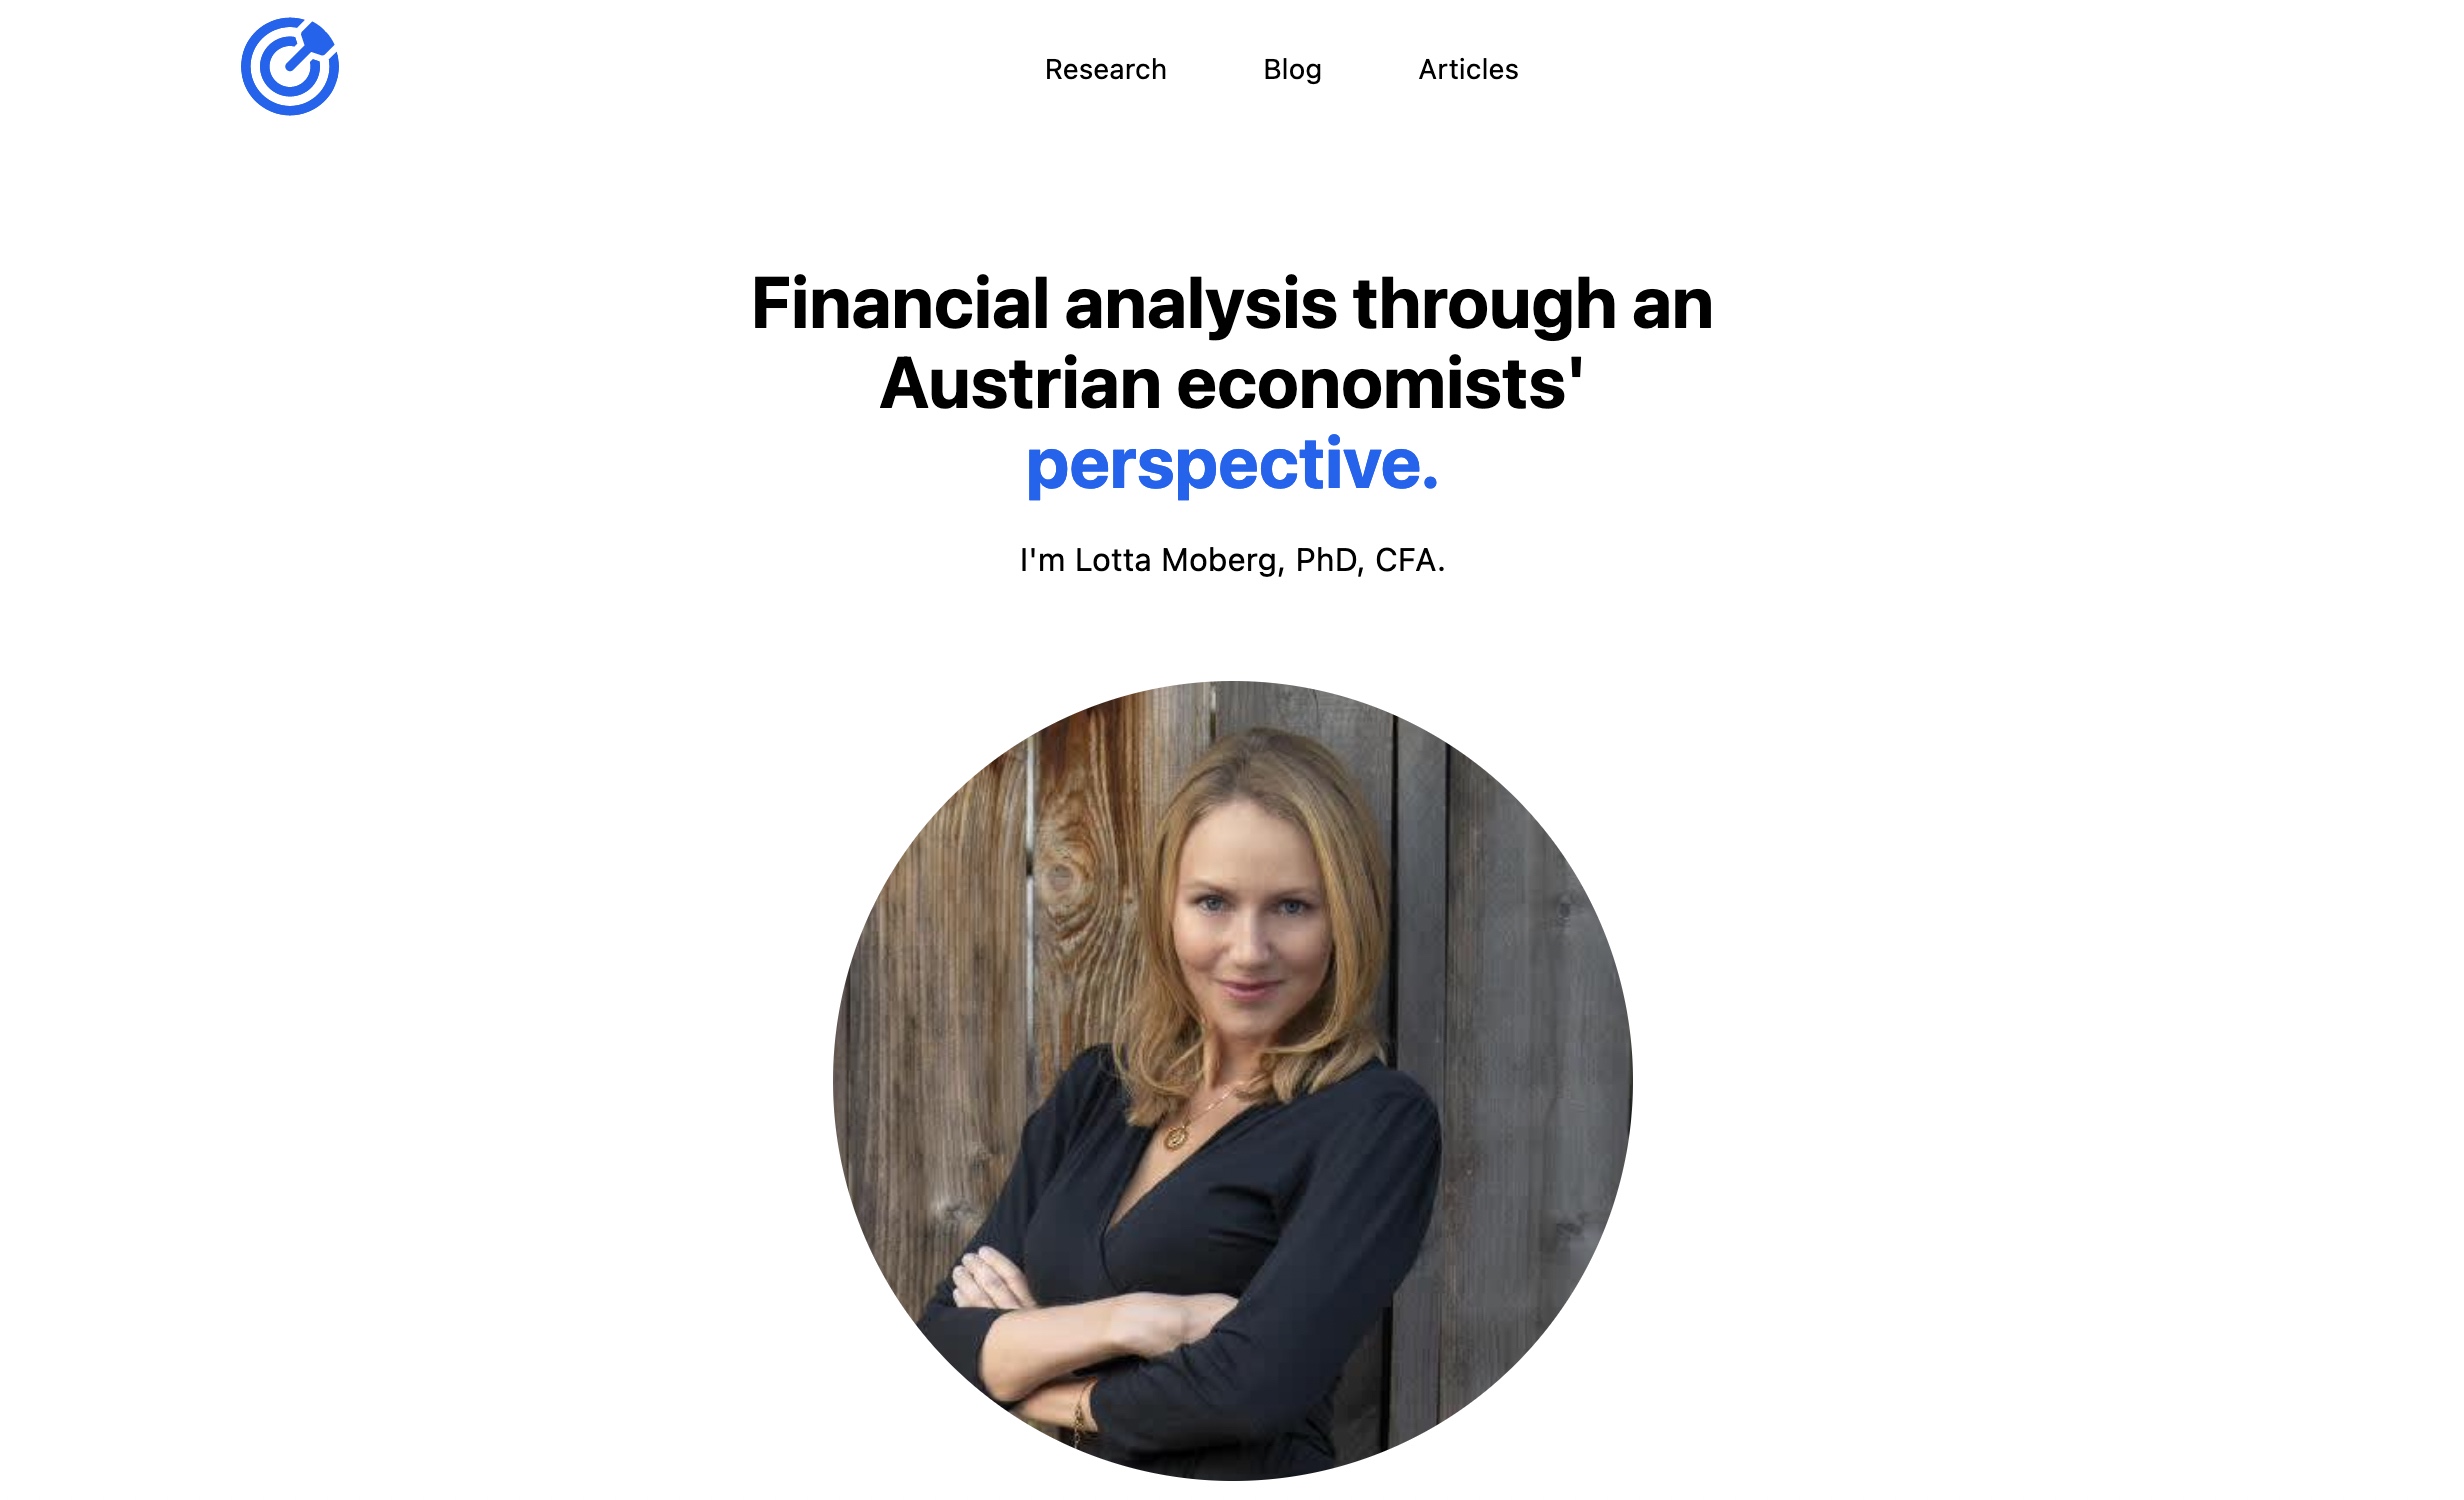 Research
Blog
Articles
Financial analysis through an
Austrian economists'
perspective.
I'm Lotta Moberg, PhD, CFA.